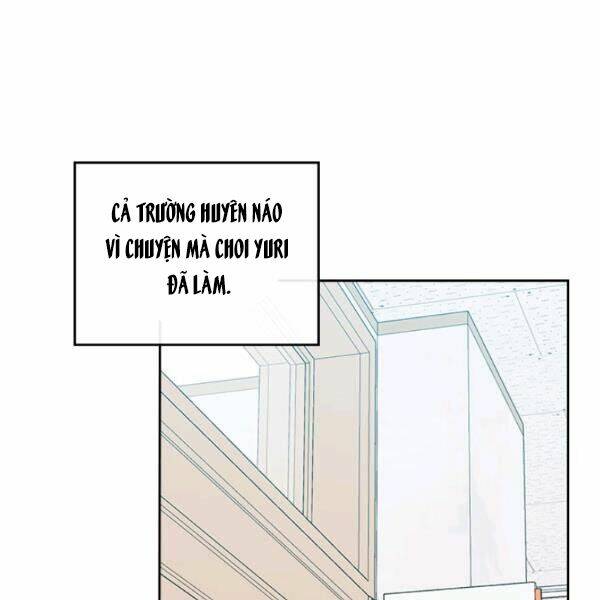 CẢ TRƯỜNG HUYÊN NÁO
VÌ CHUYỆN MÀ CHOI YURI
ĐÃ LÀM.